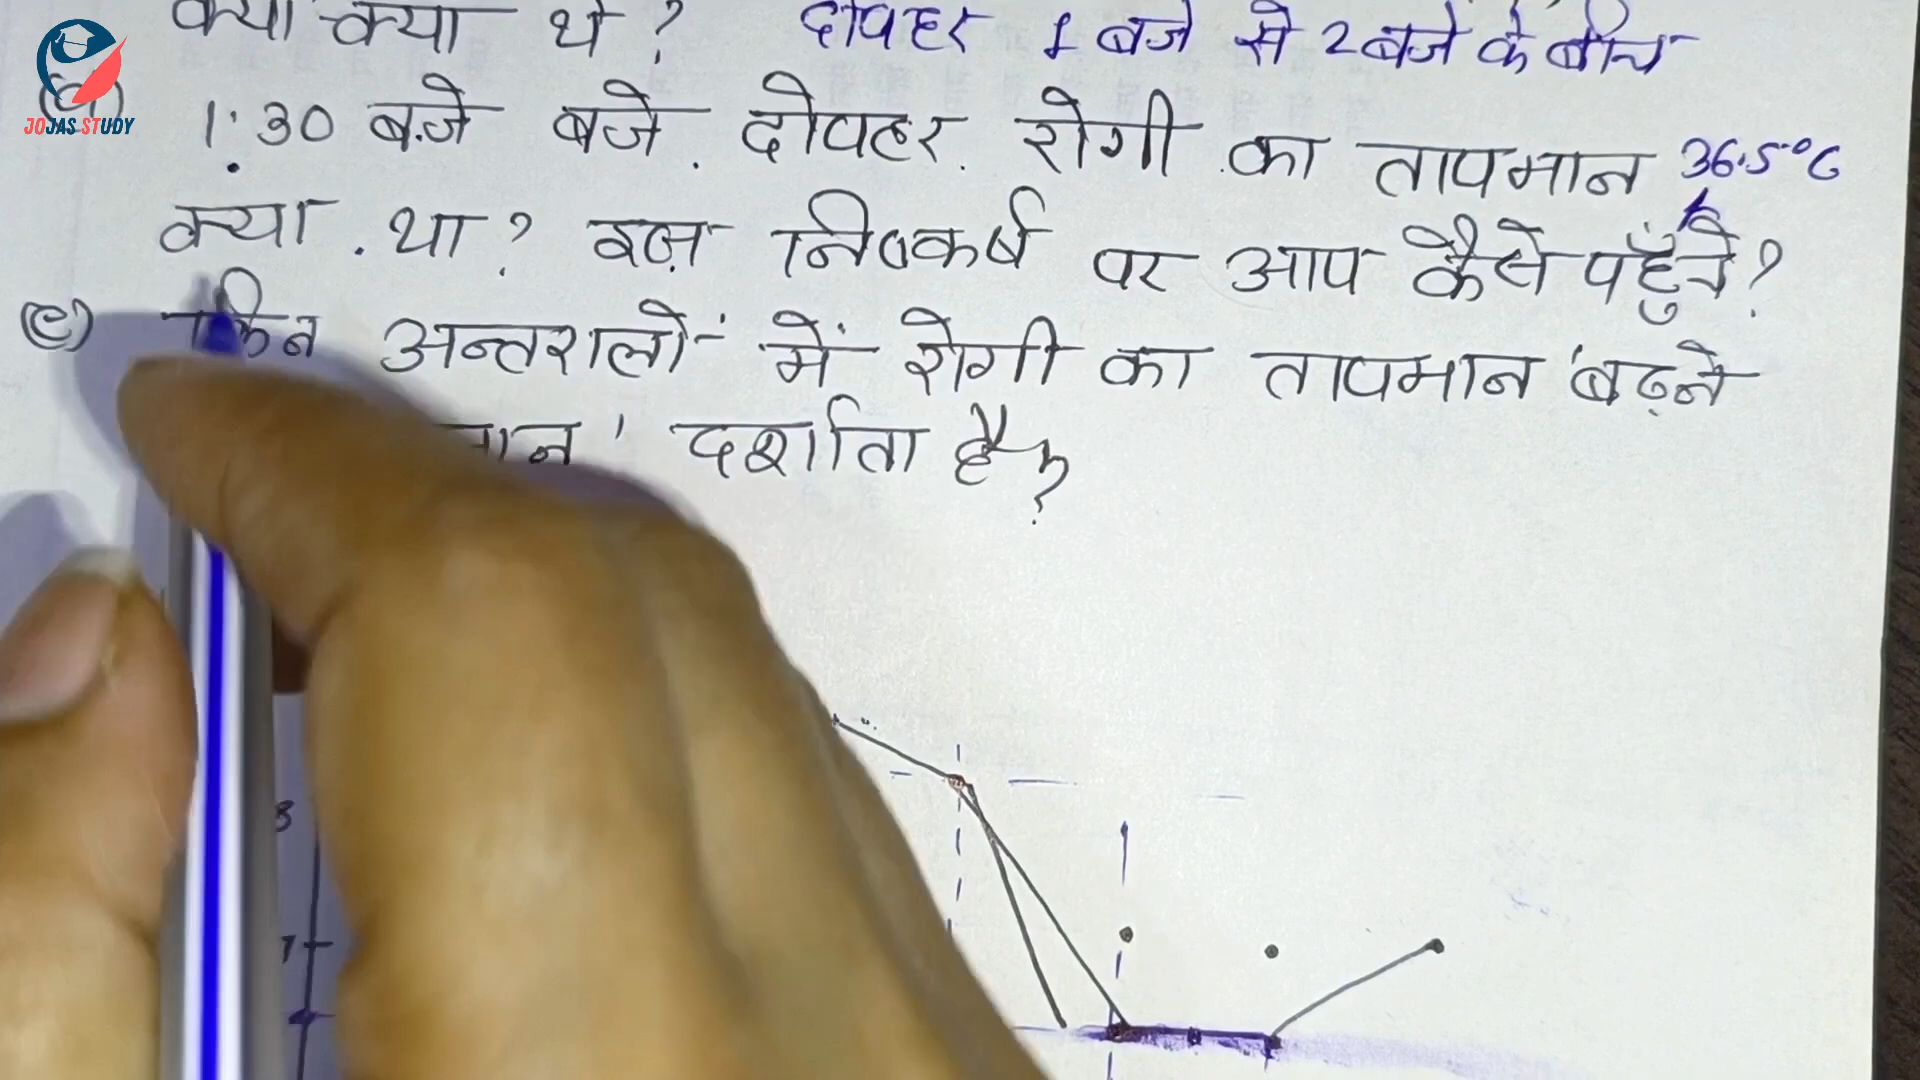 क्या-क्या थे? दोपहर 1 बजे से 2 बजे के बीच
JOJAS STUDY
1:30 बजे बजे दोपहर रोगी का तापमान 36.5°C
क्या था? इस निष्कर्ष पर आप कैसे पहुँचे?
(e) किन अन्तरालों में रोगी का तापमान 'बढ़ने
दर्शाता है?